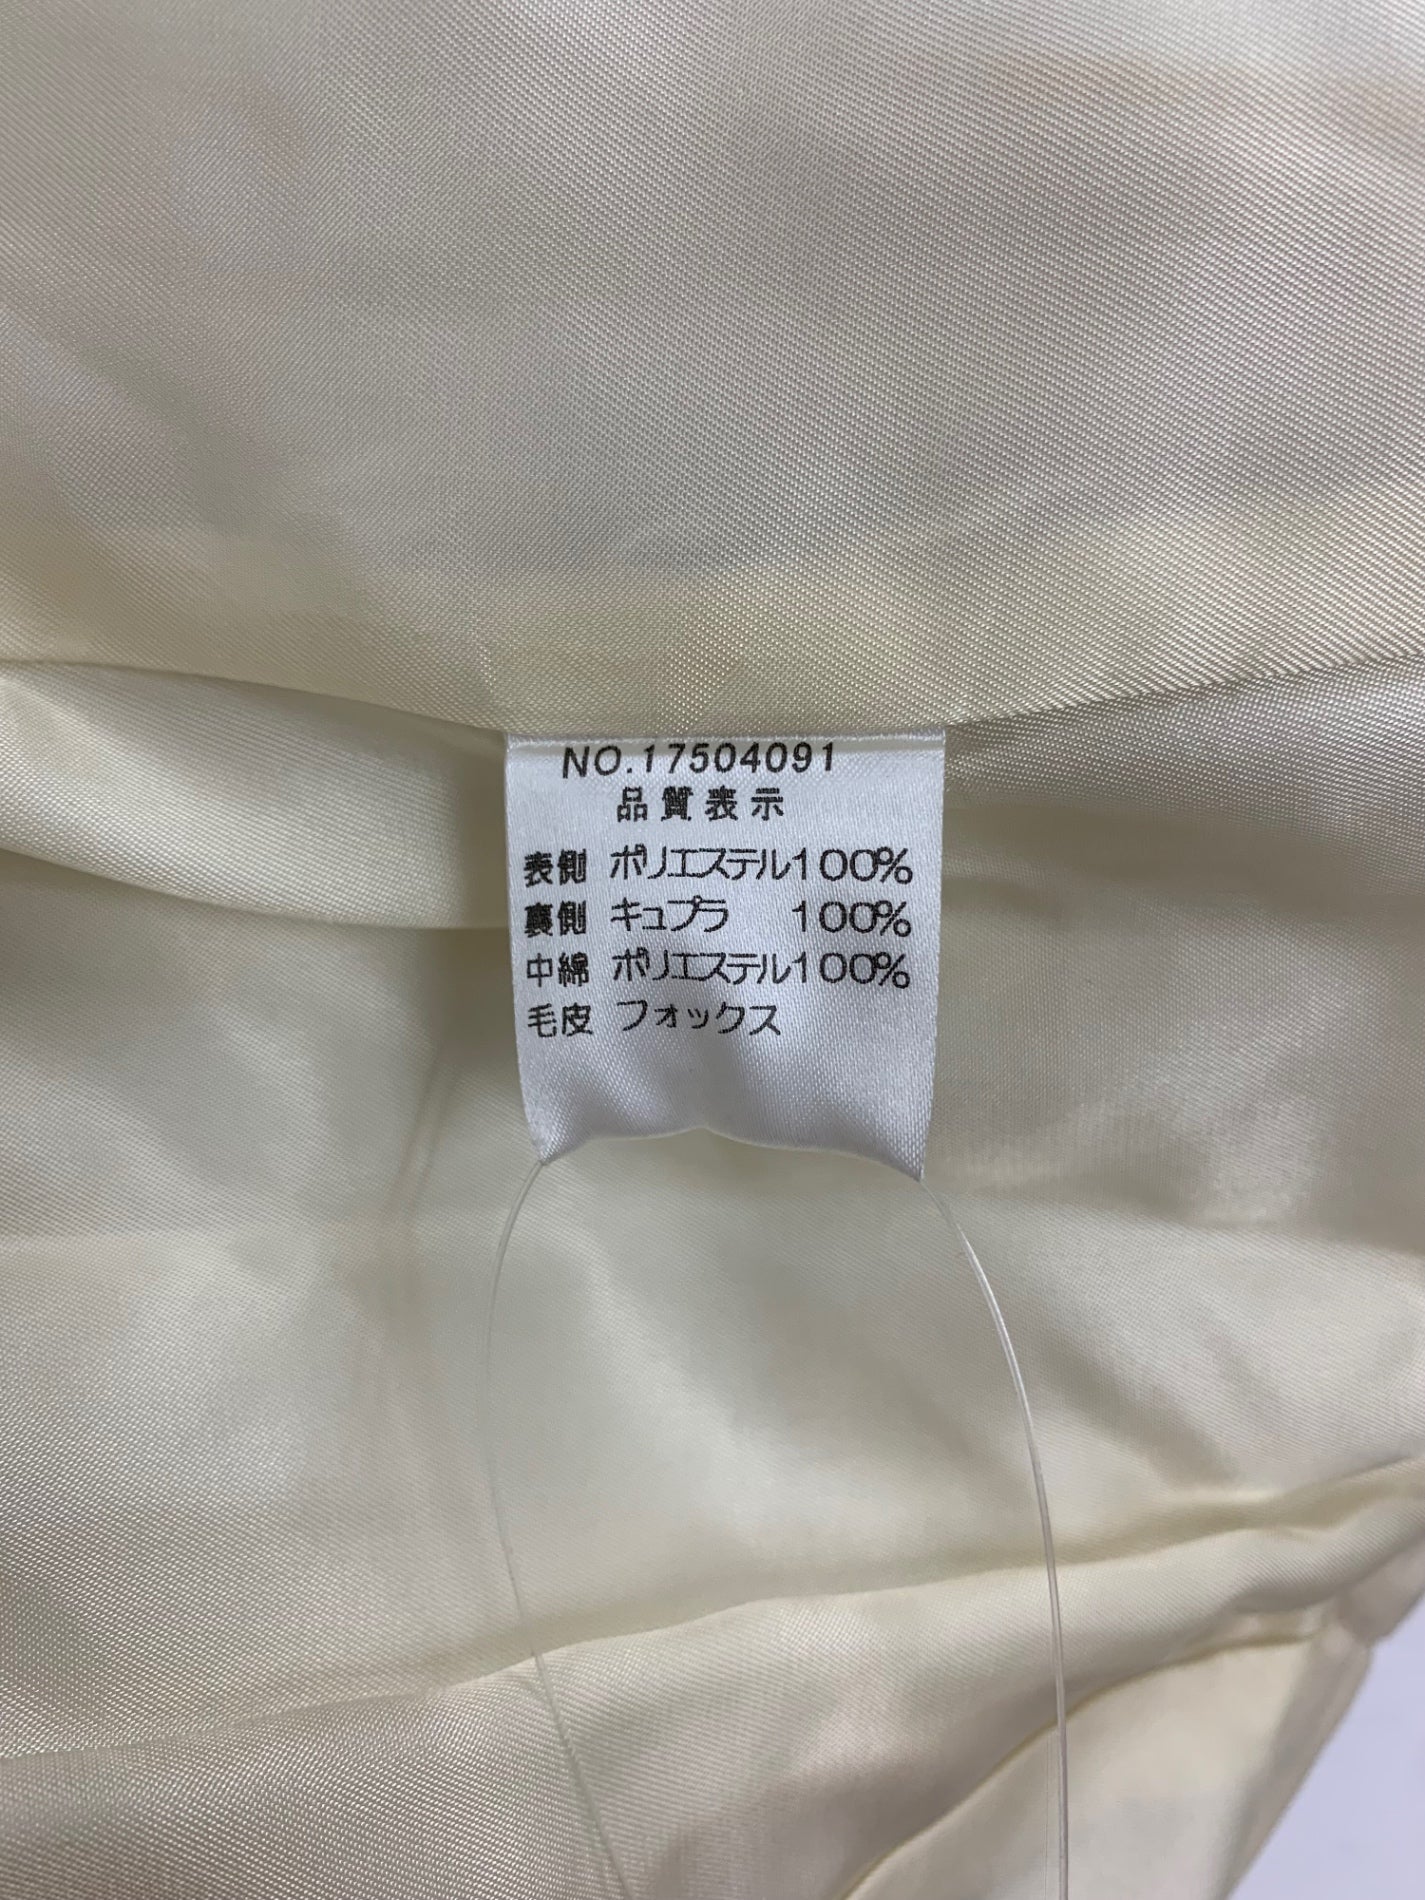 NO.17504091
品質表示
表側 ポリエステル100%
裏側 キュプラ 100%
中綿 ポリエステル100%
毛皮 フォックス